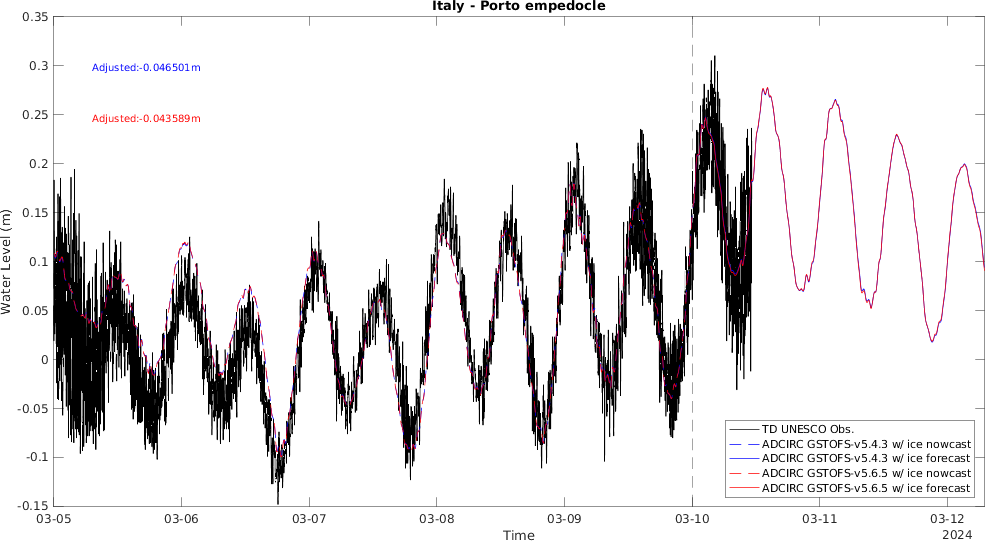 Italy - Porto empedocle
0.35
0.3
0.25
0.2
0.15
0.1
0.05
0
-0.05
-0.1
-0.15
Water Level (m)
Adjusted:-0.046501m
Adjusted:-0.043589m
TD UNESCO Obs.
ADCIRC GSTOFS-v5.4.3 w/ ice nowcast
ADCIRC GSTOFS-v5.4.3 w/ ice forecast
ADCIRC GSTOFS-v5.6.5 w/ ice nowcast
ADCIRC GSTOFS-v5.6.5 w/ ice forecast
03-05 03-06 03-07 03-08 03-09 03-10 03-11 03-12
Time
2024